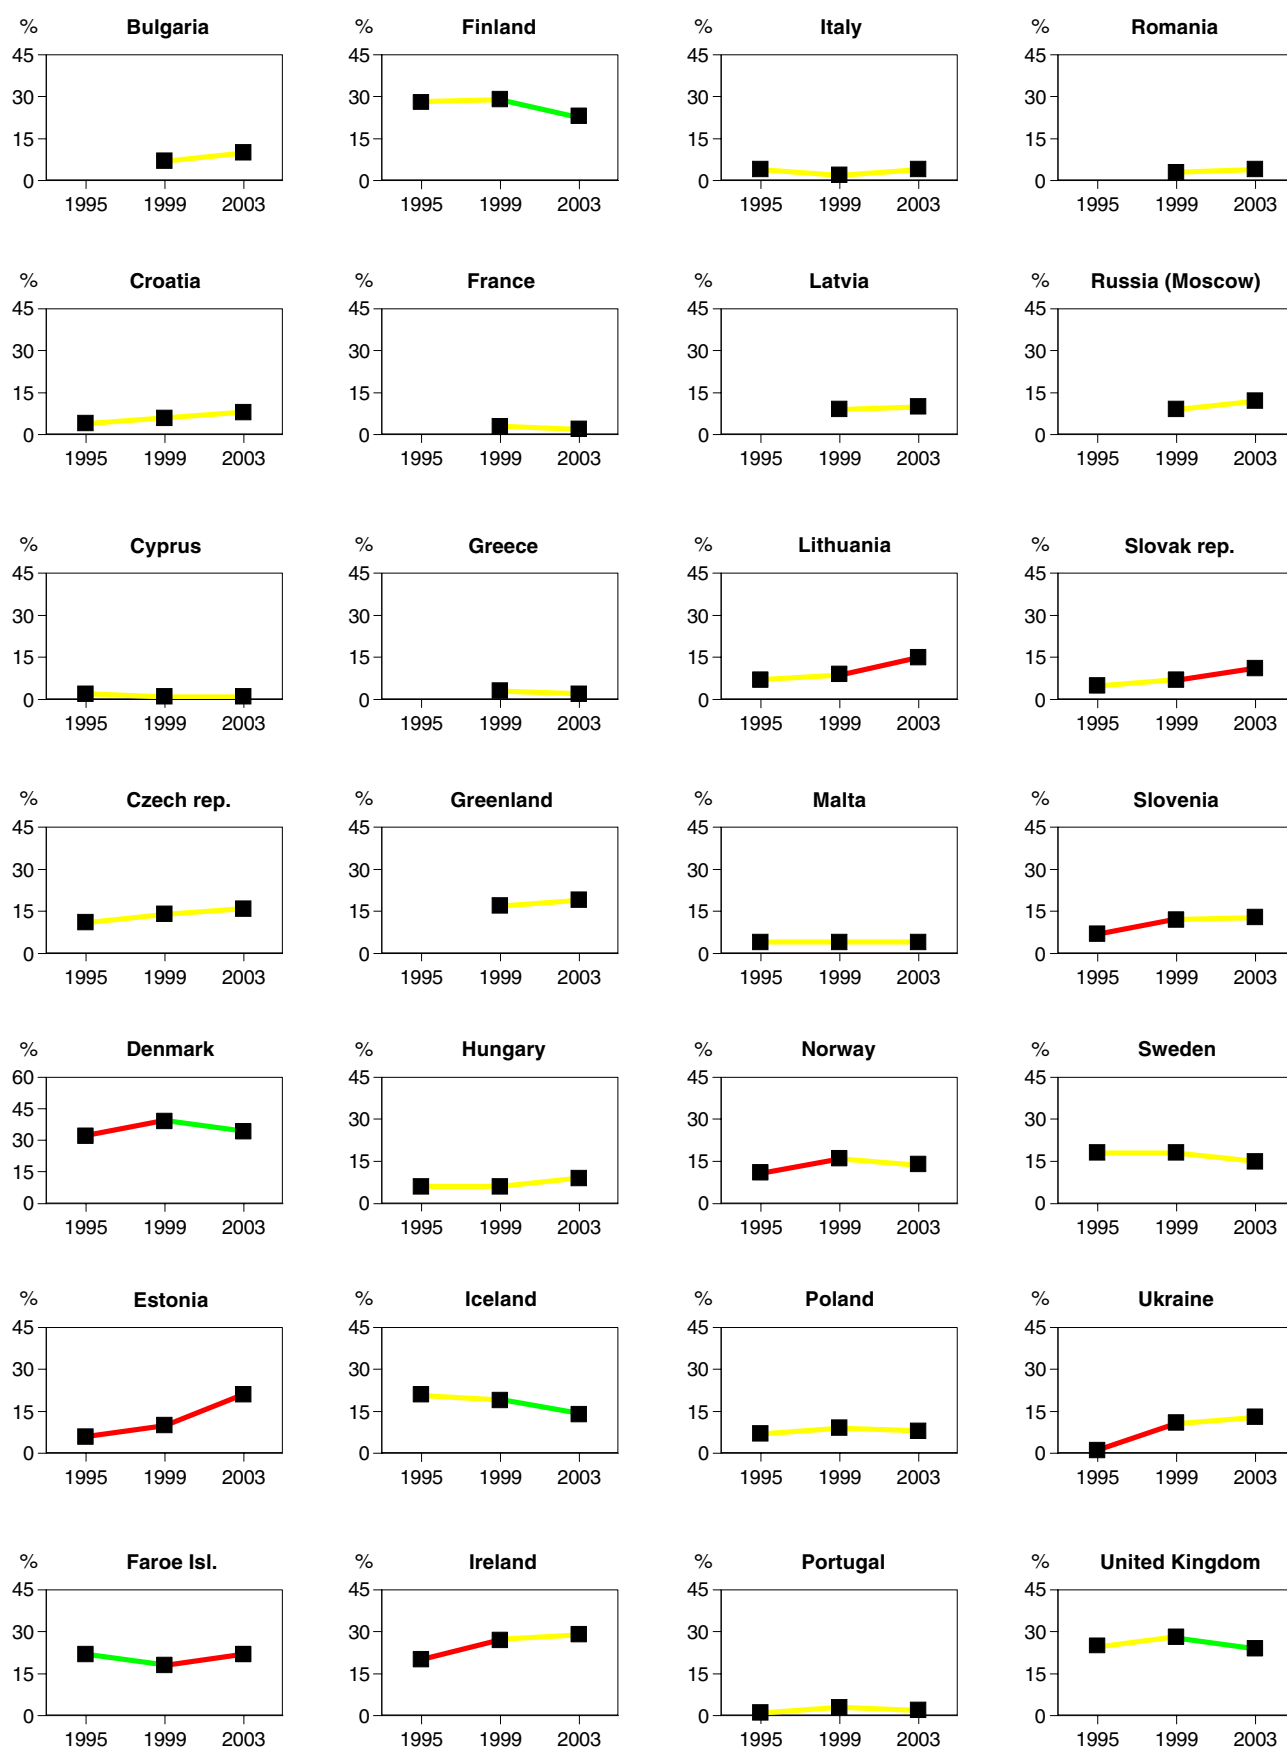 % Bulgaria % Finland % Italy % Romania
45 45 45 45
30 30 30 30
15 15 15 15
0 0 0 0
1995 1999 2003 1995 1999 2003 1995 1999 2003 1995 1999 2003
% Croatia % France % Latvia % Russia (Moscow)
45 45 45 45
30 30 30 30
15 15 15 15
0 0 0 0
1995 1999 2003 1995 1999 2003 1995 1999 2003 1995 1999 2003
% Cyprus % Greece % Lithuania % Slovak rep.
45 45 45 45
30 30 30 30
15 15 15 15
0 0 0 0
1995 1999 2003 1995 1999 2003 1995 1999 2003 1995 1999 2003
% Czech rep. % Greenland % Malta % Slovenia
45 45 45 45
30 30 30 30
15 15 15 15
0 0 0 0
1995 1999 2003 1995 1999 2003 1995 1999 2003 1995 1999 2003
% Denmark % Hungary % Norway % Sweden
60 45 45 45
45 30 30 30
30 15 15 15
15 0 0 0
0
1995 1999 2003 1995 1999 2003 1995 1999 2003 1995 1999 2003
% Estonia % Iceland % Poland % Ukraine
45 45 45 45
30 30 30 30
15 15 15 15
0 0 0 0
1995 1999 2003 1995 1999 2003 1995 1999 2003 1995 1999 2003
% Faroe Isl. % Ireland % Portugal % United Kingdom
45 45 45 45
30 30 30 30
15 15 15 15
0 0 0 0
1995 1999 2003 1995 1999 2003 1995 1999 2003 1995 1999 2003